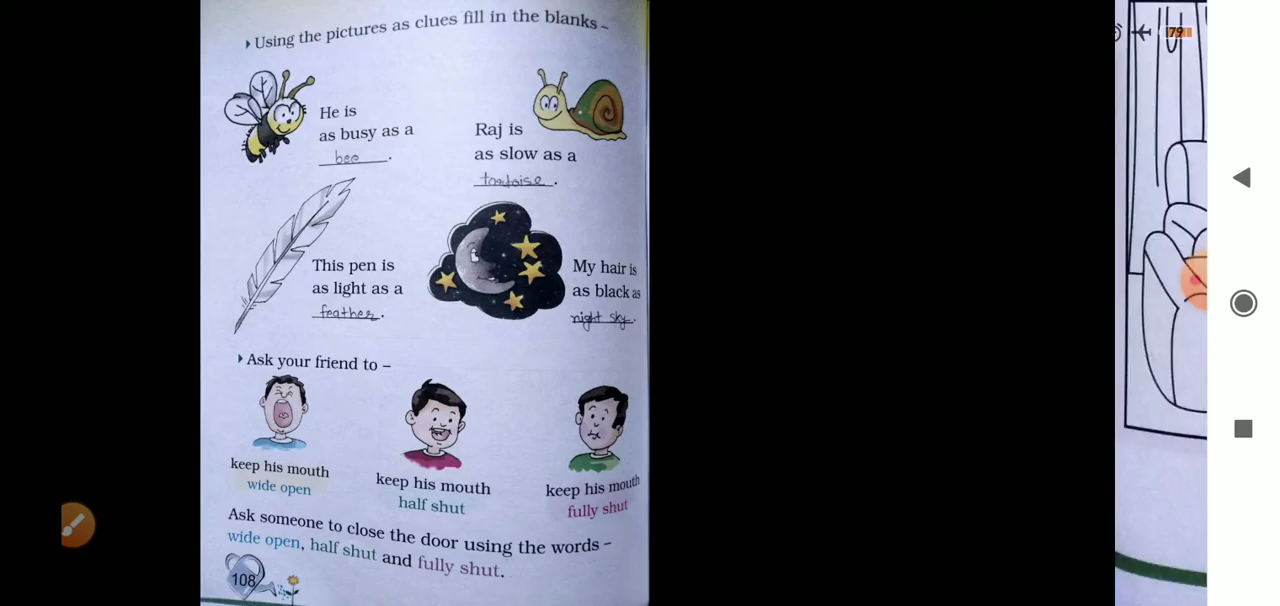 Using the pictures as clues fill in the blanks –
He is
as busy as a
bee.
Raj is
as slow as a
tortoise.
This pen is
as light as a
feather.
My hair is
as black as
night sky.
Ask your friend to –
keep his mouth
wide open
keep his mouth
half shut
keep his mouth
fully shut
Ask someone to close the door using the words –
wide open, half shut and fully shut.
108
79